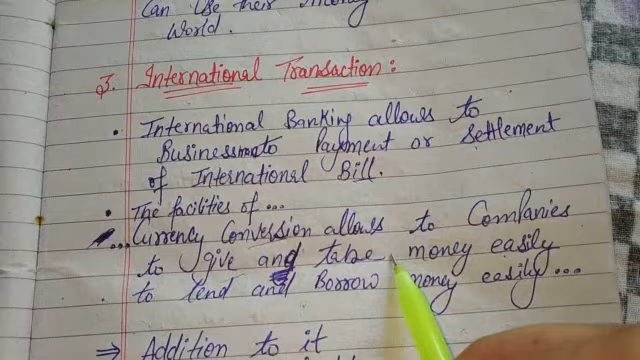 Can use their money
World.
3. International Transaction:
• International Banking allows to
Business to Payment or Settlement
of International Bill.
• The facilities of ...
... Currency Conversion allows to Companies
to give and take money easily
to lend and Borrow money easily ...
⇒ Addition to it